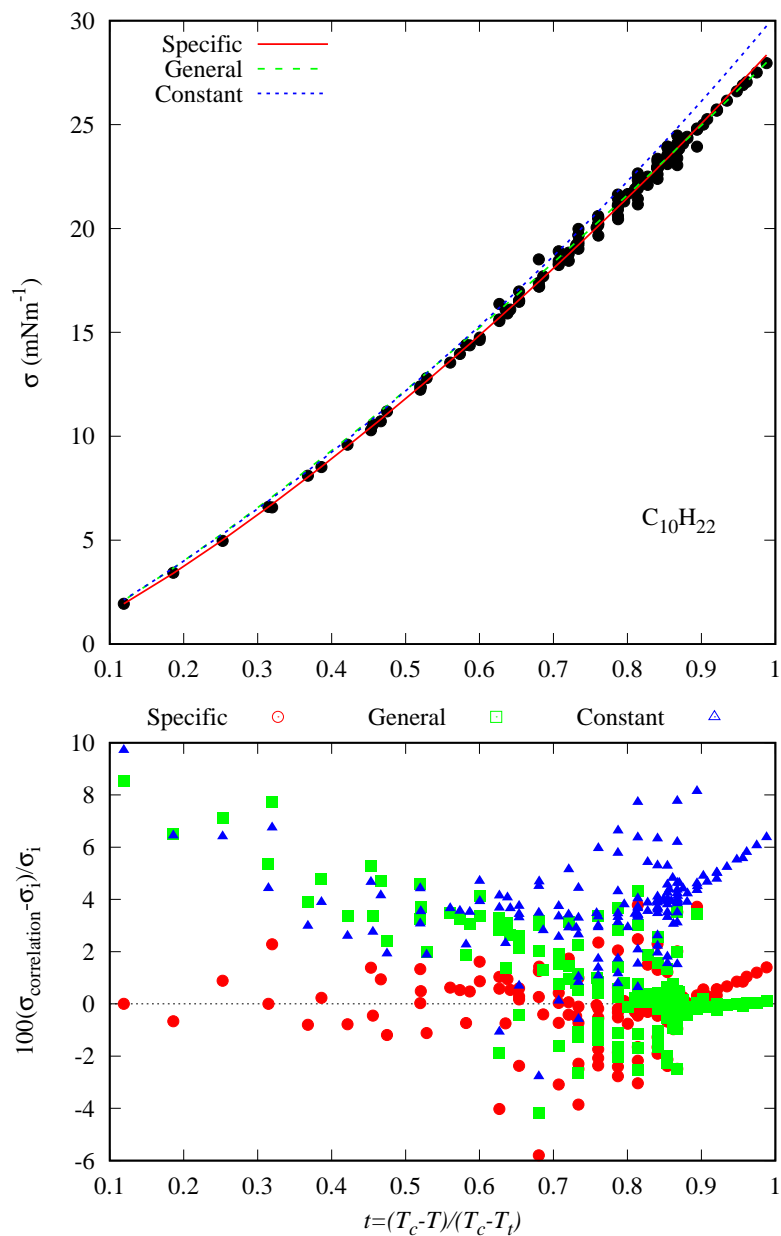 30
25
20
15
10
5
0
σ (mNm⁻¹)
Specific
General
Constant
C₁₀H₂₂
0.1 0.2 0.3 0.4 0.5 0.6 0.7 0.8 0.9 1
Specific General Constant
10
8
6
4
2
0
-2
-4
-6
100(σcorrelation-σi)/σi
0.1 0.2 0.3 0.4 0.5 0.6 0.7 0.8 0.9 1
t=(Tc-T)/(Tc-Tt)